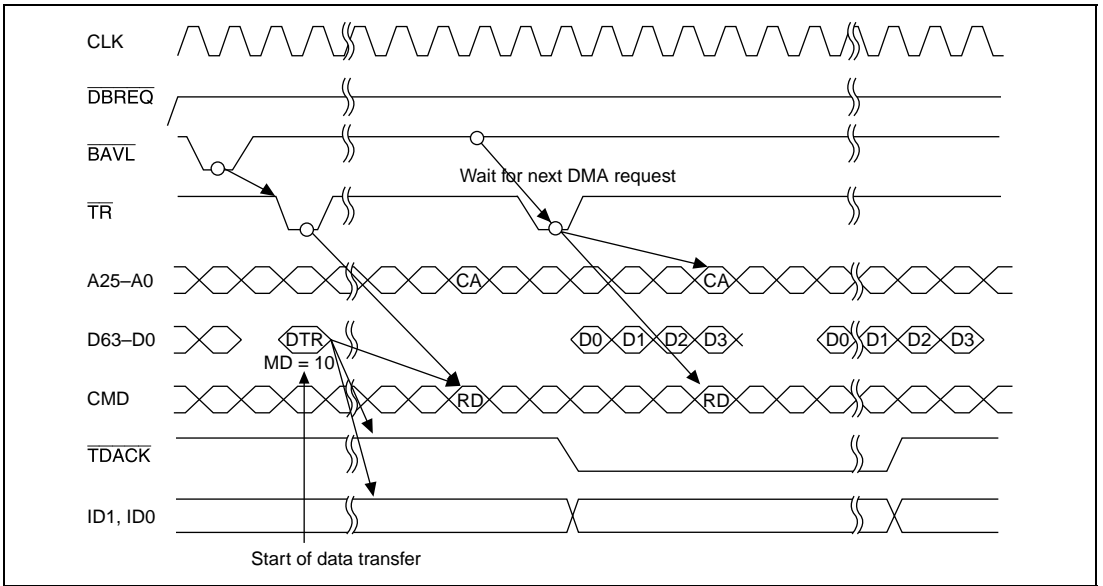 CLK
DBREQ
BAVL
Wait for next DMA request
TR
A25–A0 CA CA
D63–D0 DTR D0 D1 D2 D3 D0 D1 D2 D3
MD = 10
CMD RD RD
TDACK
ID1, ID0
Start of data transfer